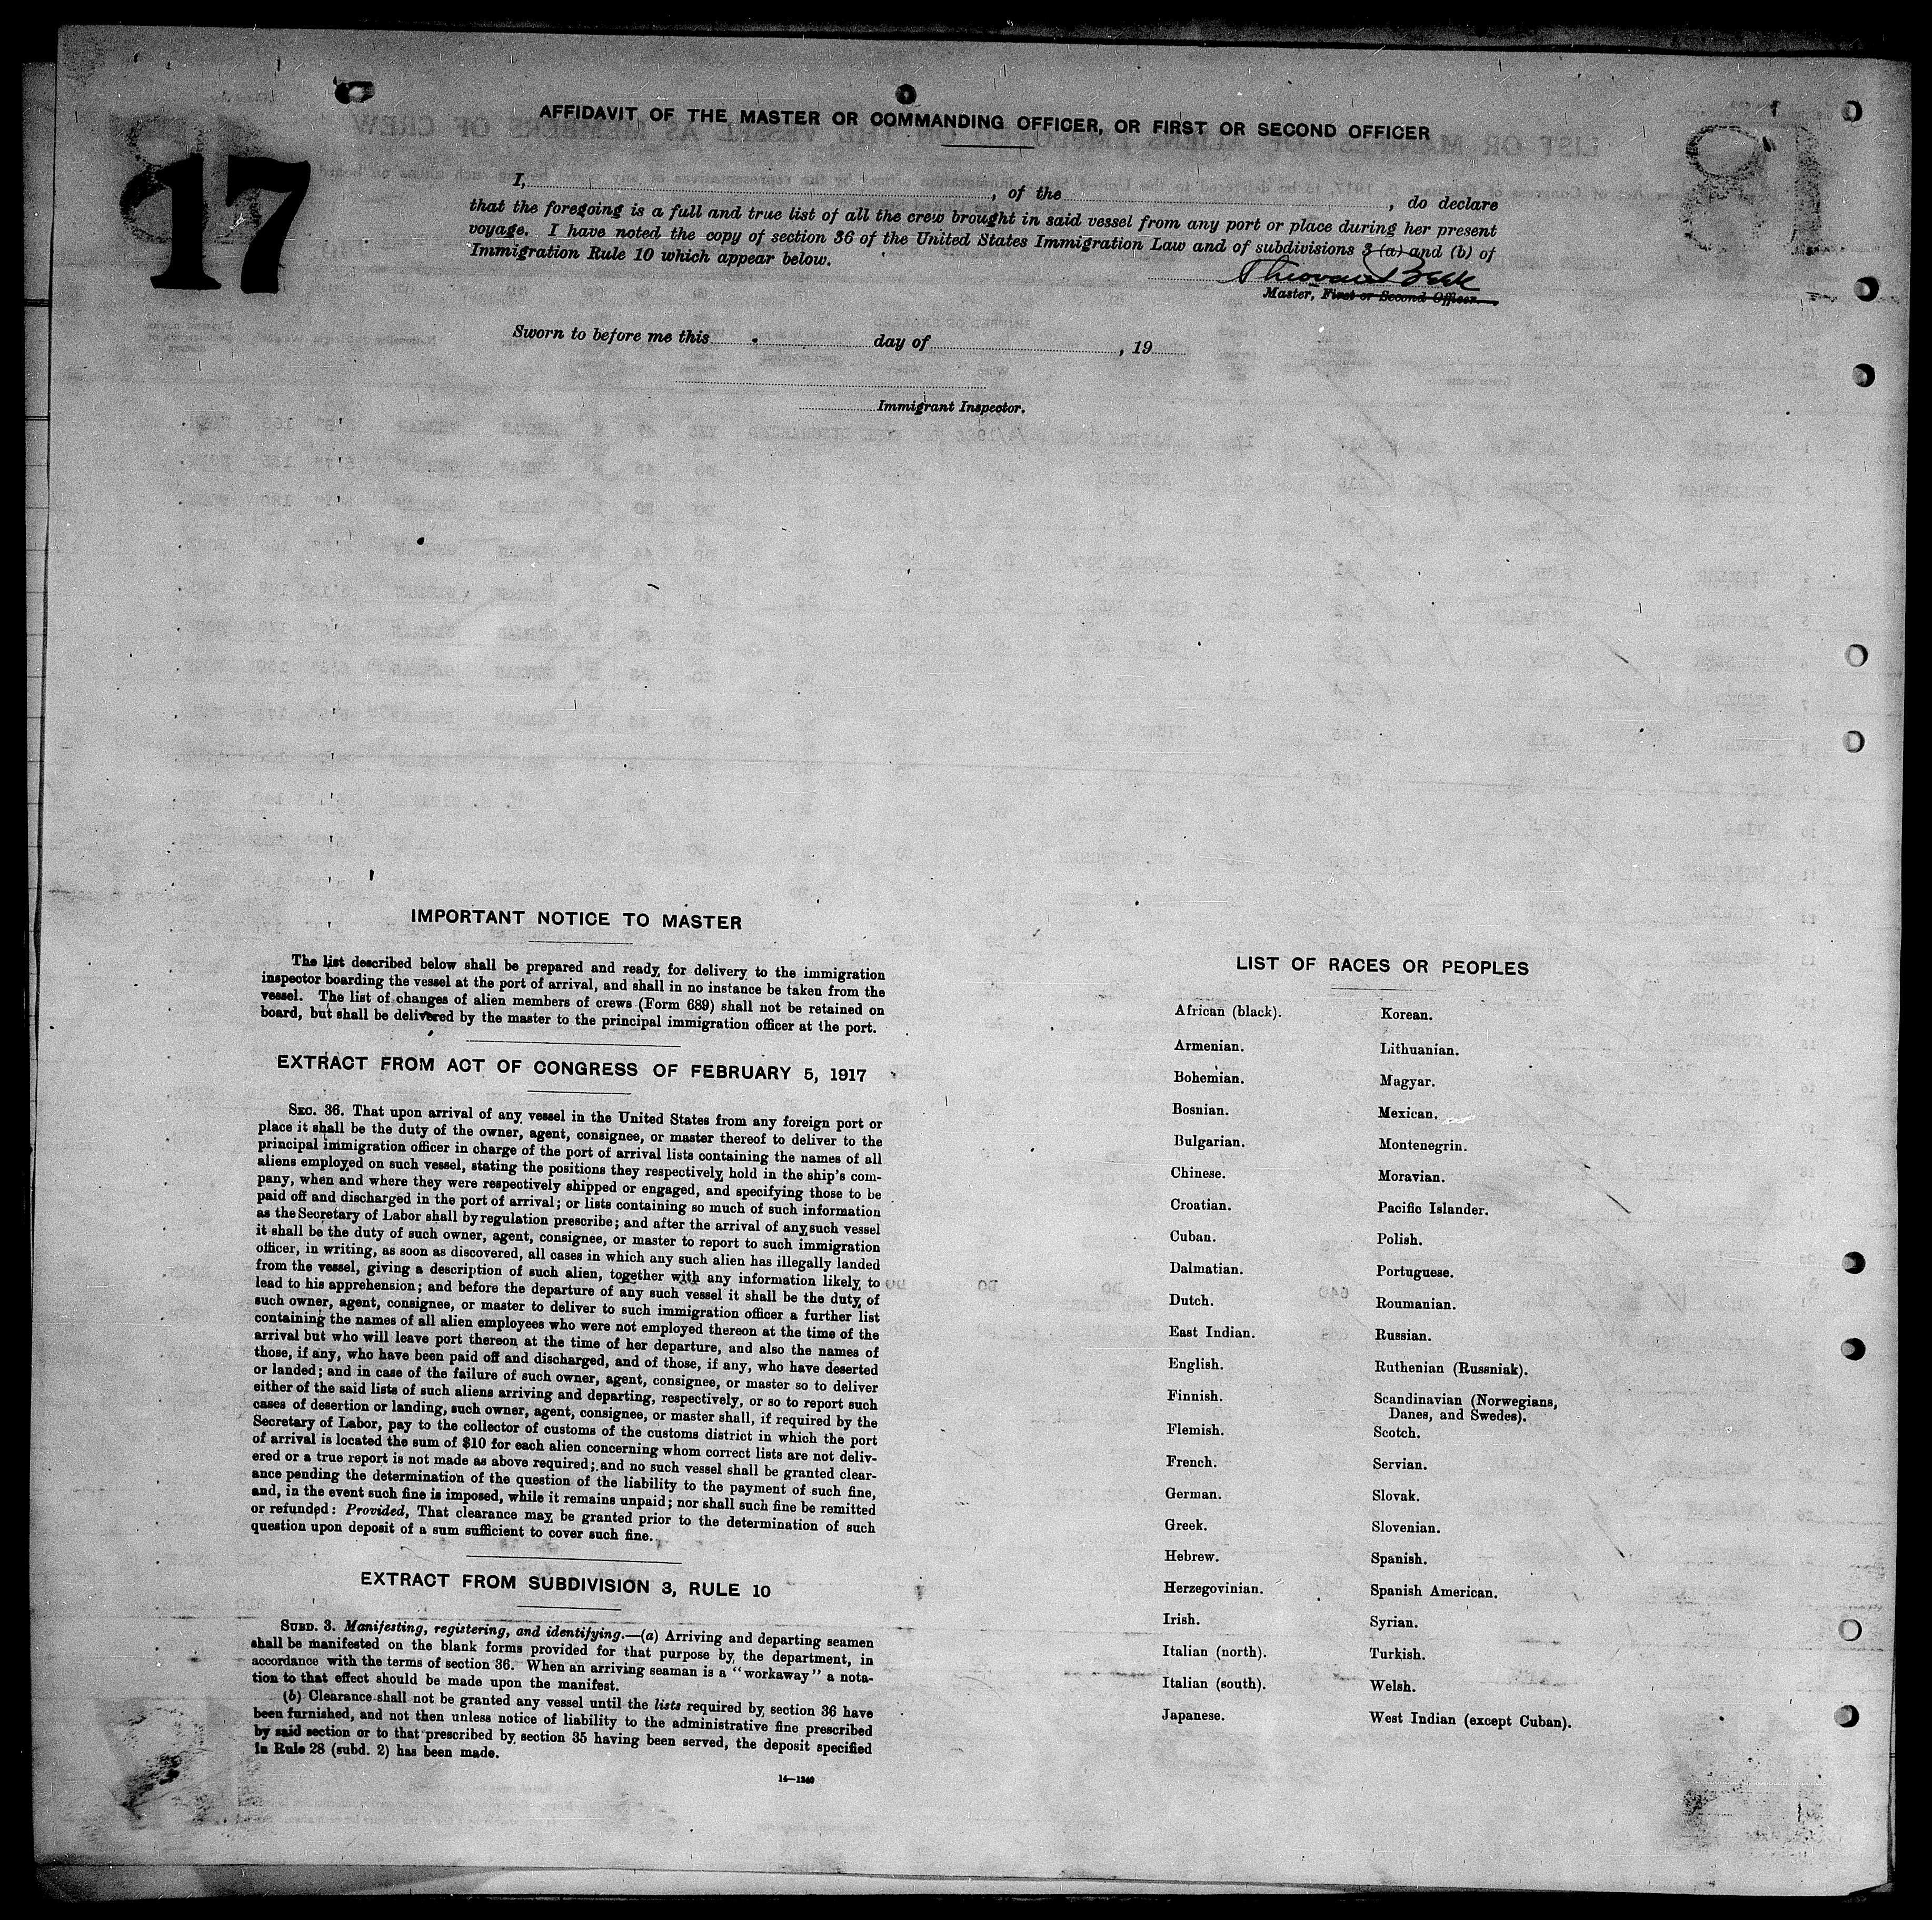 17
AFFIDAVIT OF THE MASTER OR COMMANDING OFFICER, OR FIRST OR SECOND OFFICER
I, , of the , do declare
that the foregoing is a full and true list of all the crew brought in said vessel from any port or place during her present
voyage. I have noted the copy of section 36 of the United States Immigration Law and of subdivisions 3 (a) and (b) of
Immigration Rule 10 which appear below.
Master, First or Second Officer.
Sworn to before me this day of , 19
Immigrant Inspector.
IMPORTANT NOTICE TO MASTER
The list described below shall be prepared and ready for delivery to the immigration
inspector boarding the vessel at the port of arrival, and shall in no instance be taken from the
vessel. The list of changes of alien members of crews (Form 689) shall not be retained on
board, but shall be delivered by the master to the principal immigration officer at the port.
EXTRACT FROM ACT OF CONGRESS OF FEBRUARY 5, 1917
SEC. 36. That upon arrival of any vessel in the United States from any foreign port or
place it shall be the duty of the owner, agent, consignee, or master thereof to deliver to the
principal immigration officer in charge of the port of arrival lists containing the names of all
aliens employed on such vessel, stating the positions they respectively hold in the ship's com-
pany, when and where they were respectively shipped or engaged, and specifying those to be
paid off and discharged in the port of arrival; or lists containing so much of such information
as the Secretary of Labor shall by regulation prescribe; and after the arrival of any such vessel
it shall be the duty of such owner, agent, consignee, or master to report to such immigration
officer, in writing, as soon as discovered, all cases in which any such alien has illegally landed
from the vessel, giving a description of such alien, together with any information likely to
lead to his apprehension; and before the departure of any such vessel it shall be the duty of
such owner, agent, consignee, or master to deliver to such immigration officer a further list
containing the names of all alien employees who were not employed thereon at the time of the
arrival but who will leave port thereon at the time of her departure, and also the names of
those, if any, who have been paid off and discharged, and of those, if any, who have deserted
or landed; and in case of the failure of such owner, agent, consignee, or master so to deliver
either of the said lists of such aliens arriving and departing, respectively, or so to report such
cases of desertion or landing, such owner, agent, consignee, or master shall, if required by the
Secretary of Labor, pay to the collector of customs of the customs district in which the port
of arrival is located the sum of $10 for each alien concerning whom correct lists are not deliv-
ered or a true report is not made as above required; and no such vessel shall be granted clear-
ance pending the determination of the question of the liability to the payment of such fine,
and, in the event such fine is imposed, while it remains unpaid; nor shall such fine be remitted
or refunded: Provided, That clearance may be granted prior to the determination of such
question upon deposit of a sum sufficient to cover such fine.
EXTRACT FROM SUBDIVISION 3, RULE 10
SUBD. 3. Manifesting, registering, and identifying.—(a) Arriving and departing seamen
shall be manifested on the blank forms provided for that purpose by the department, in
accordance with the terms of section 36. When an arriving seaman is a "workaway" a nota-
tion to that effect should be made upon the manifest.
(b) Clearance shall not be granted any vessel until the lists required by section 36 have
been furnished, and not then unless notice of liability to the administrative fine prescribed
by said section or to that prescribed by section 35 having been served, the deposit specified
in Rule 28 (subd. 2) has been made.
14—1240
LIST OF RACES OR PEOPLES
African (black).
Armenian.
Bohemian.
Bosnian.
Bulgarian.
Chinese.
Croatian.
Cuban.
Dalmatian.
Dutch.
East Indian.
English.
Finnish.
Flemish.
French.
German.
Greek.
Hebrew.
Herzegovinian.
Irish.
Italian (north).
Italian (south).
Japanese.
Korean.
Lithuanian.
Magyar.
Mexican.
Montenegrin.
Moravian.
Pacific Islander.
Polish.
Portuguese.
Roumanian.
Russian.
Ruthenian (Russniak).
Scandinavian (Norwegians,
Danes, and Swedes).
Scotch.
Servian.
Slovak.
Slovenian.
Spanish.
Spanish American.
Syrian.
Turkish.
Welsh.
West Indian (except Cuban).